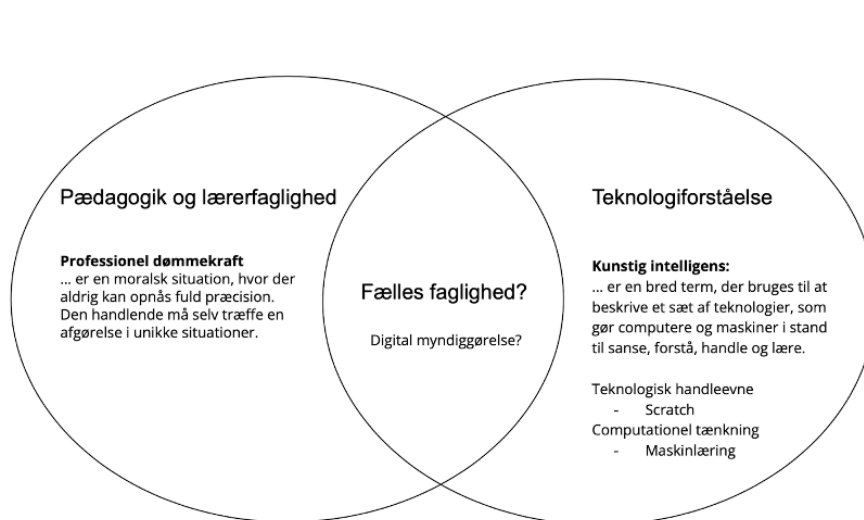 Pædagogik og lærerfaglighed
Professionel dømmekraft
... er en moralsk situation, hvor der
aldrig kan opnås fuld præcision.
Den handlende må selv træffe en
afgørelse i unikke situationer.
Fælles faglighed?
Digital myndiggørelse?
Teknologiforståelse
Kunstig intelligens:
... er en bred term, der bruges til at
beskrive et sæt af teknologier, som
gør computere og maskiner i stand
til sanse, forstå, handle og lære.
Teknologisk handleevne
- Scratch
Computationel tænkning
- Maskinlæring